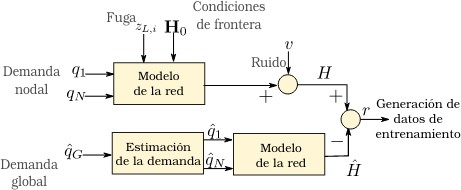 Condiciones
de frontera
Fuga
z_{L,i}
H_0
Ruido
v
Demanda
nodal
q_1
q_N
Modelo
de la red
+
H
+
r
Generación de
datos de
entrenamiento
−
Ĥ
Demanda
global
q̂_G
Estimación
de la demanda
q̂_1
q̂_N
Modelo
de la red